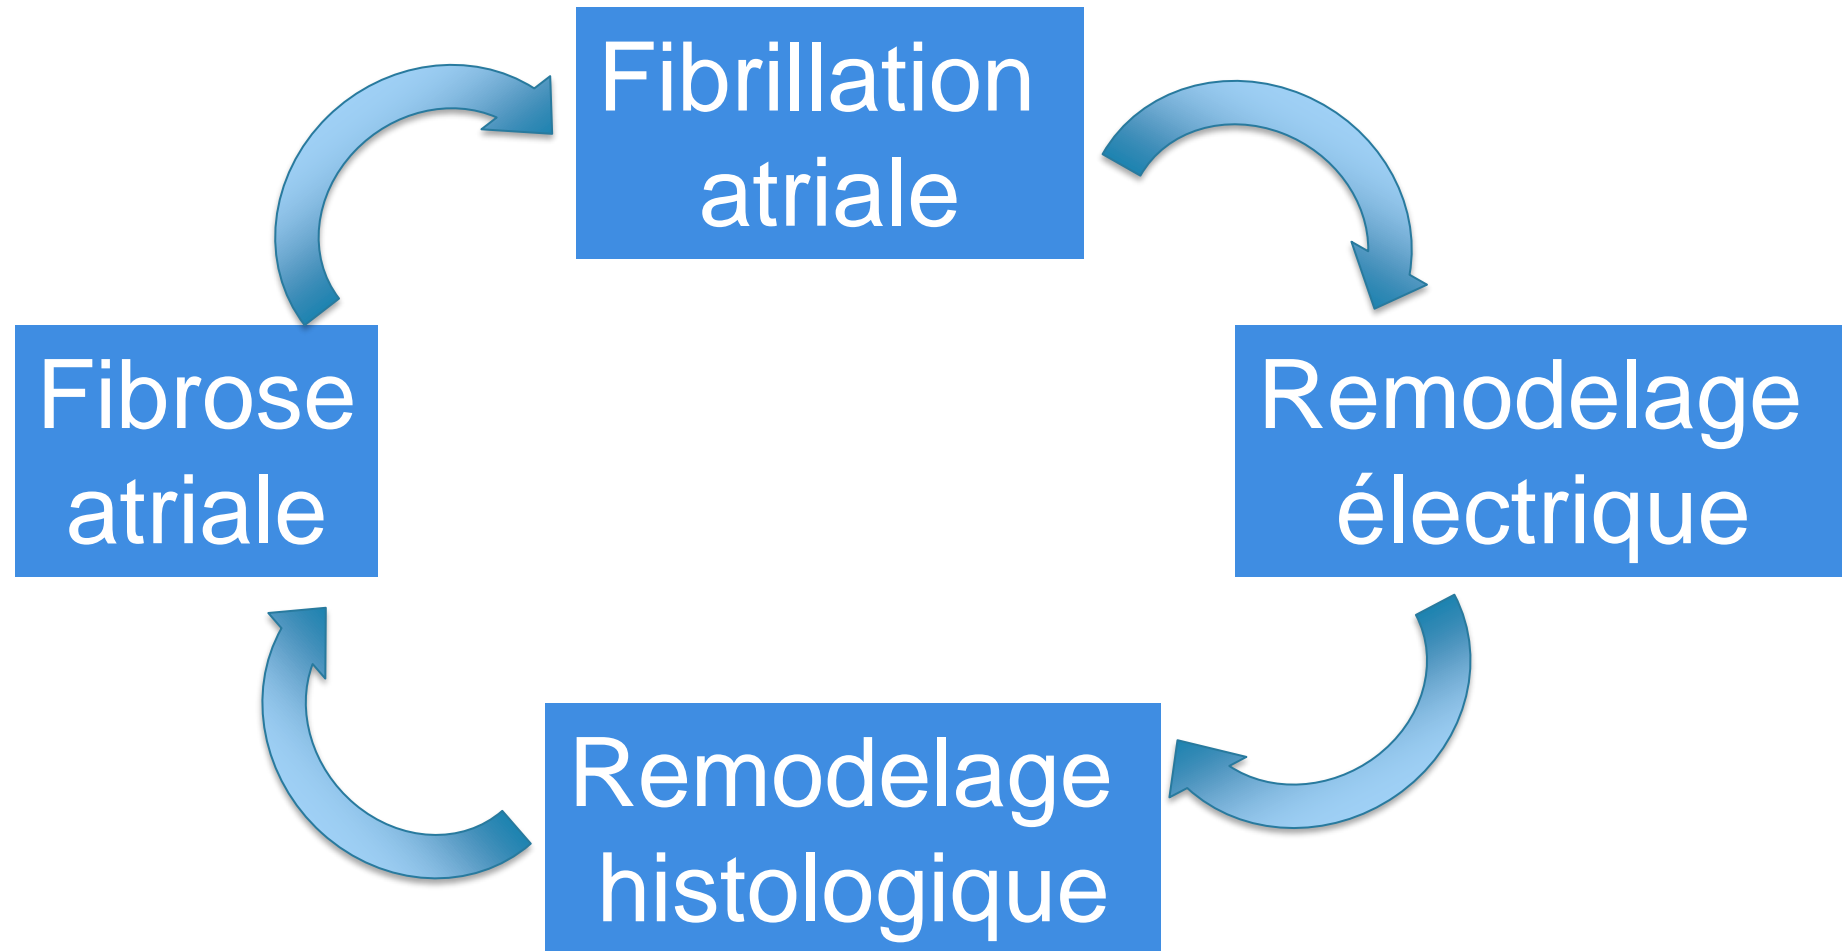 Fibrillation
atriale
Fibrose
atriale
Remodelage
électrique
Remodelage
histologique